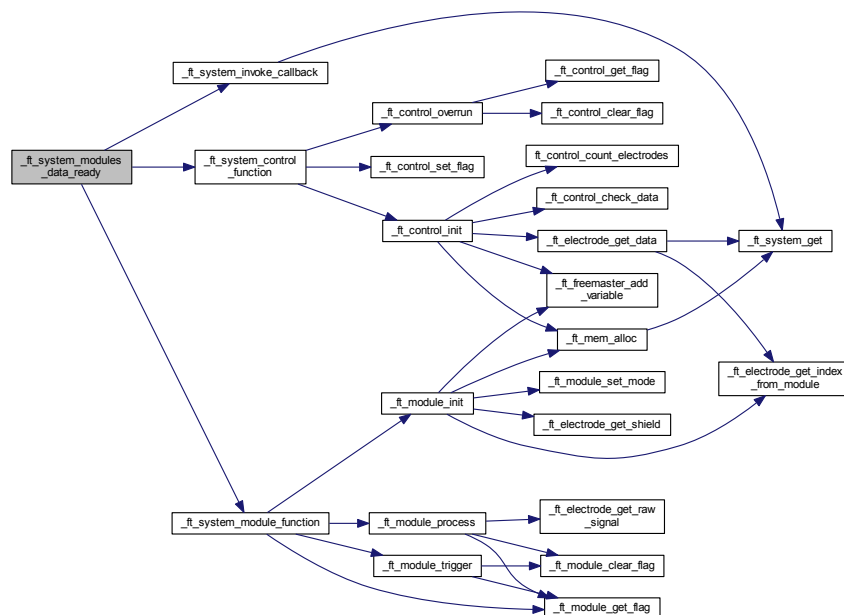 _ft_system_modules
_data_ready
_ft_system_invoke_callback
_ft_system_control
_function
_ft_system_module_function
_ft_control_overrun
_ft_control_set_flag
_ft_control_init
_ft_module_init
_ft_module_process
_ft_module_trigger
_ft_control_get_flag
_ft_control_clear_flag
ft_control_count_electrodes
_ft_control_check_data
_ft_electrode_get_data
_ft_freemaster_add
_variable
_ft_mem_alloc
_ft_module_set_mode
_ft_electrode_get_shield
_ft_electrode_get_raw
_signal
_ft_module_clear_flag
_ft_module_get_flag
_ft_system_get
_ft_electrode_get_index
_from_module